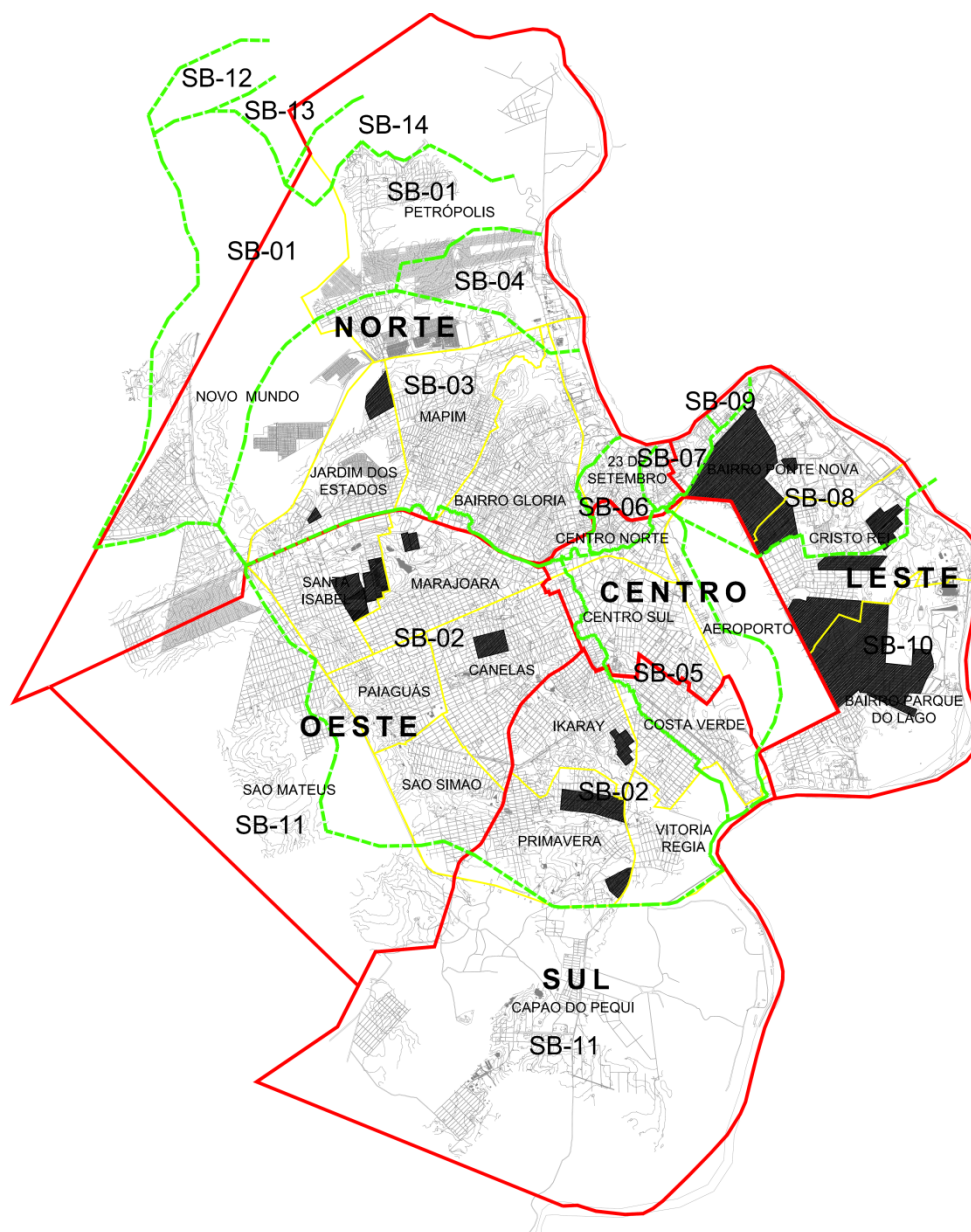 SB-12
SB-13
SB-14
SB-01
PETRÓPOLIS
SB-01
SB-04
NORTE
SB-03
MAPIM
NOVO MUNDO
SB-09
23 DE
SETEMBRO
SB-07
BAIRRO PONTE NOVA
JARDIM DOS
ESTADOS
BAIRRO GLORIA
SB-08
SB-06
CENTRO NORTE
CRISTO REI
SANTA
ISABEL
MARAJOARA
CENTRO
LESTE
CENTRO SUL
AEROPORTO
SB-02
SB-10
CANELAS
SB-05
PAIAGUÁS
BAIRRO PARQUE
DO LAGO
OESTE
IKARAY
COSTA VERDE
SAO MATEUS
SAO SIMAO
SB-02
SB-11
PRIMAVERA
VITORIA
REGIA
SUL
CAPAO DO PEQUI
SB-11